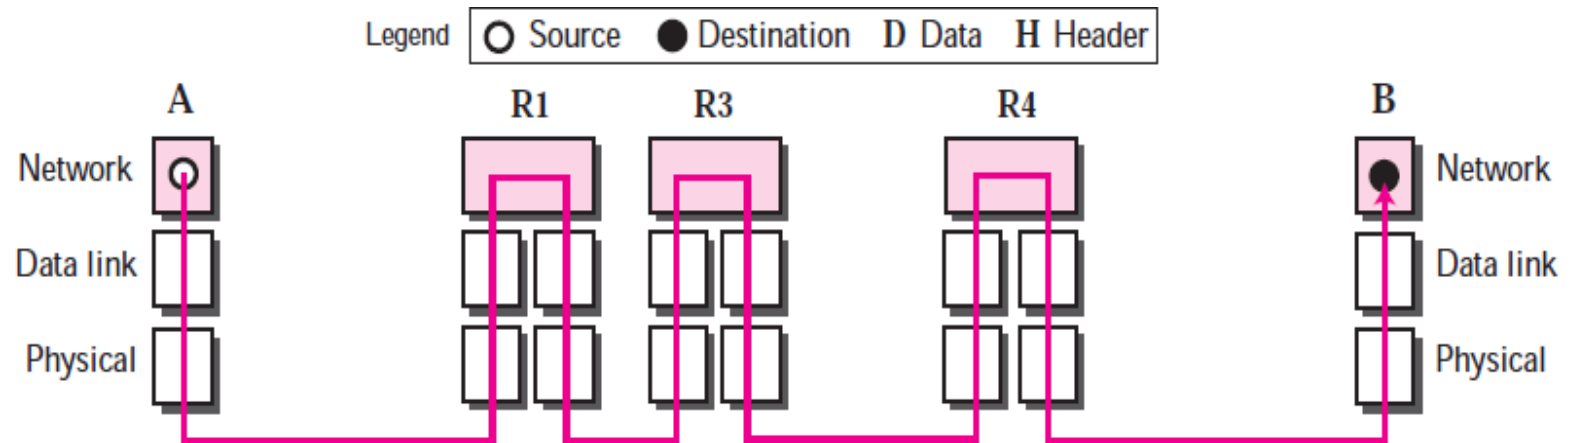 Legend Source Destination D Data H Header
A R1 R3 R4 B
Network Network
Data link Data link
Physical Physical